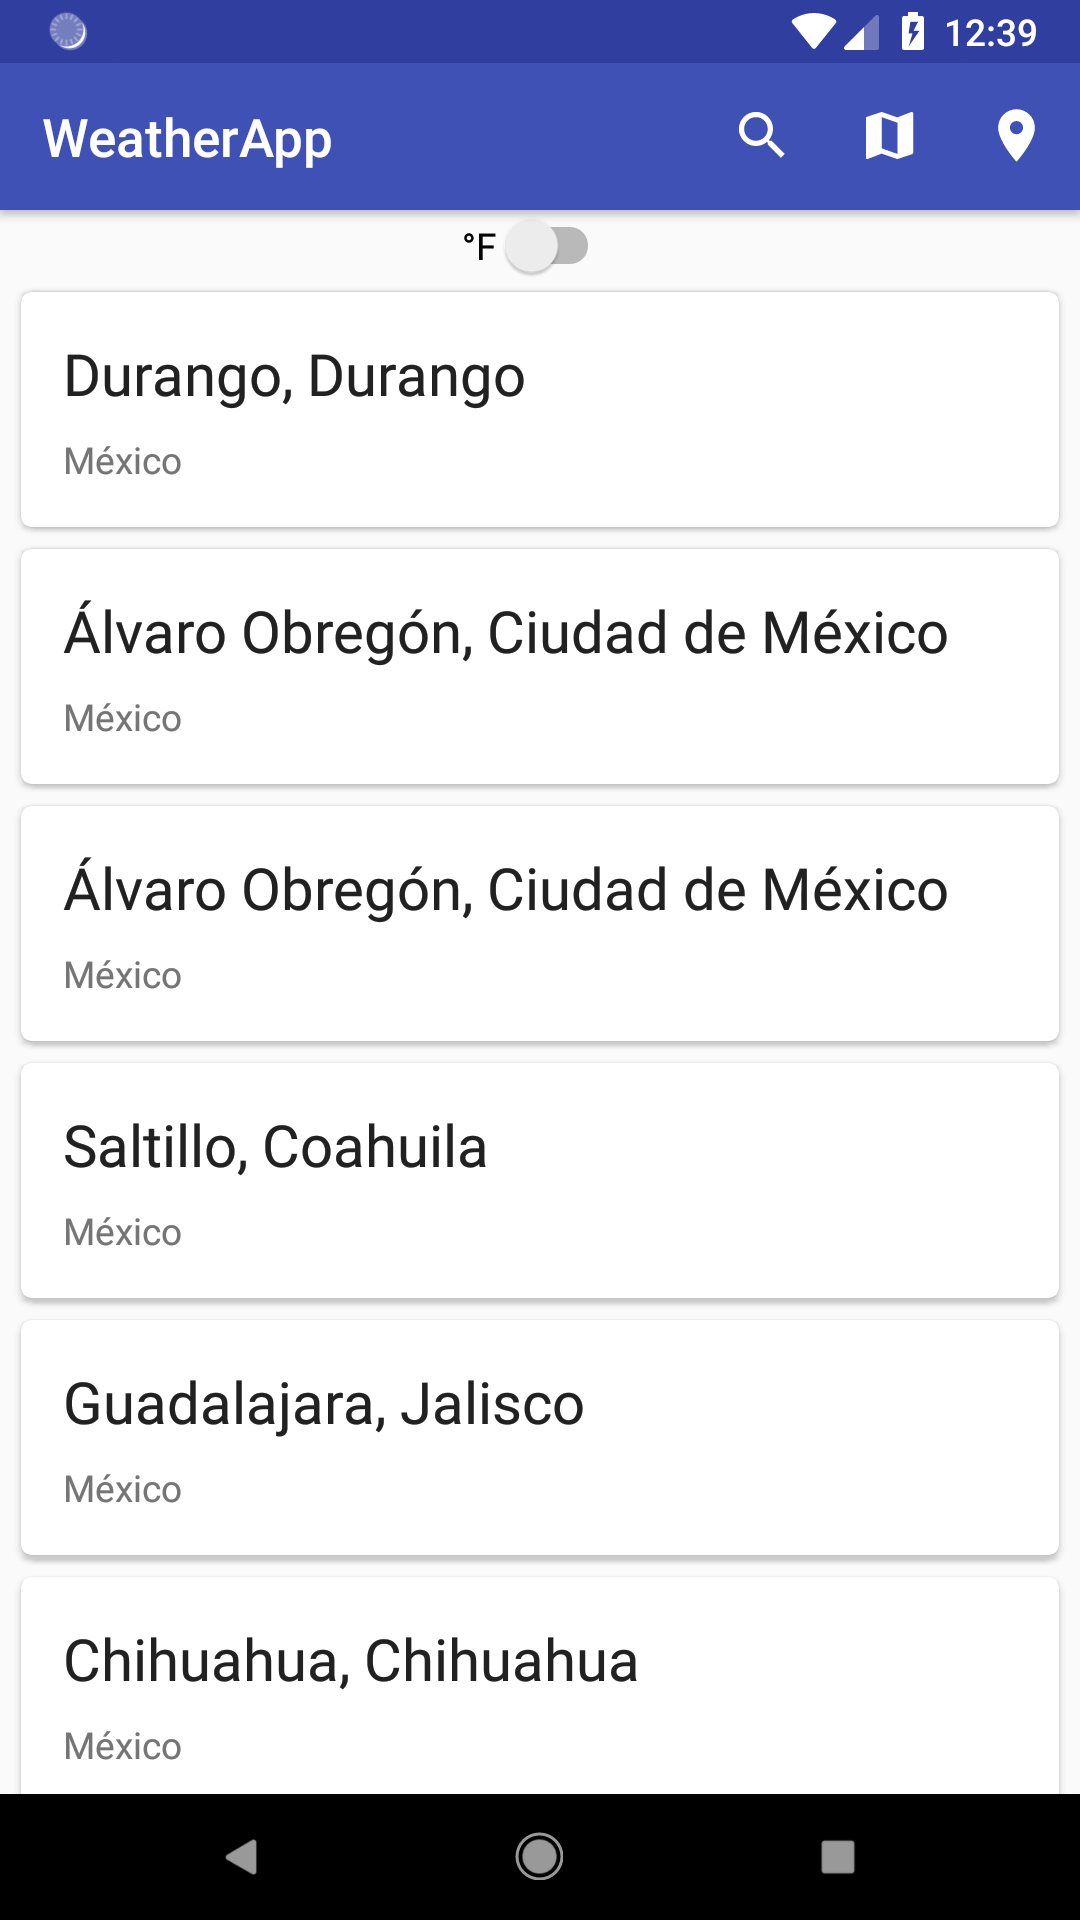 12:39
WeatherApp
°F
Durango, Durango
México
Álvaro Obregón, Ciudad de México
México
Álvaro Obregón, Ciudad de México
México
Saltillo, Coahuila
México
Guadalajara, Jalisco
México
Chihuahua, Chihuahua
México